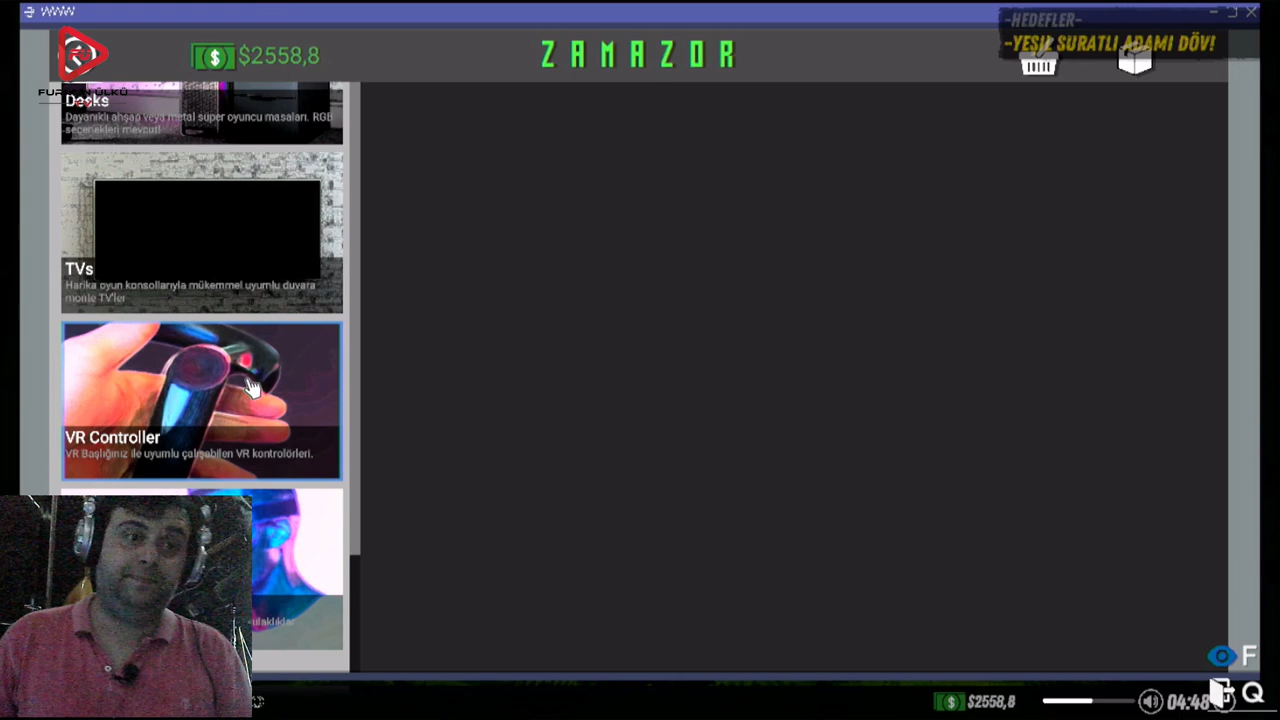 WWW
-HEDEFLER-
-YEŞİL SURATLI ADAMI DÖV!
$2558,8
ZAMAZOR
Desks
Dayanıklı ahşap veya metal süper oyuncu masaları. RGB
seçenekleri mevcut!
TVs
Harika oyun konsollarıyla mükemmel uyumlu duvara
monte TV'ler
VR Controller
VR Başlığınız ile uyumlu çalışabilen VR kontrolörleri.
F
$2558,8
04:48
Q